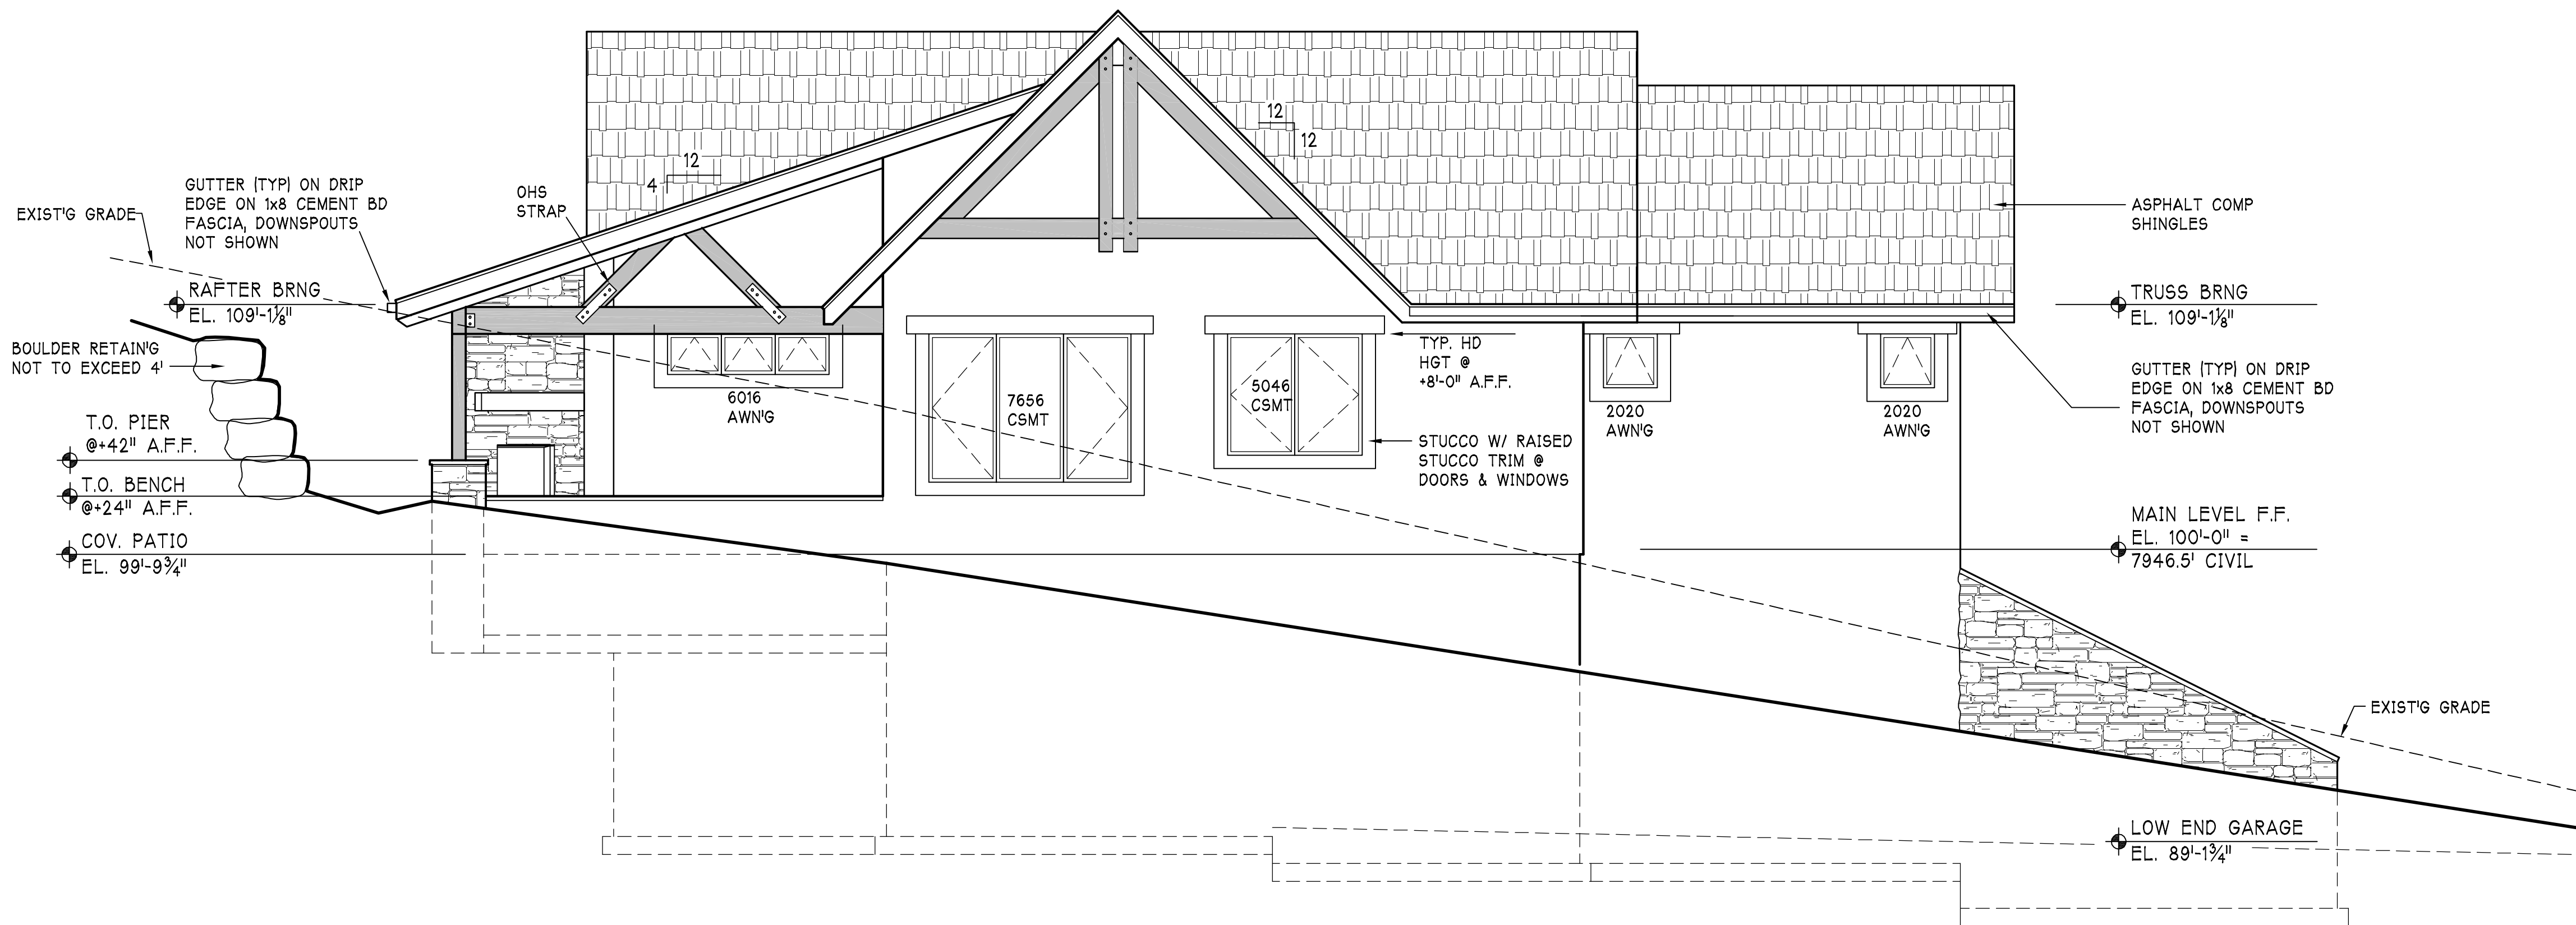 12
12
12
4
GUTTER (TYP) ON DRIP
EDGE ON 1x8 CEMENT BD
FASCIA, DOWNSPOUTS
NOT SHOWN
OHS
STRAP
EXIST'G GRADE
ASPHALT COMP
SHINGLES
RAFTER BRNG
EL. 109'-1⅛"
TRUSS BRNG
EL. 109'-1⅛"
BOULDER RETAIN'G
NOT TO EXCEED 4'
TYP. HD
HGT @
+8'-0" A.F.F.
GUTTER (TYP) ON DRIP
EDGE ON 1x8 CEMENT BD
FASCIA, DOWNSPOUTS
NOT SHOWN
6016
AWN'G
7656
CSMT
5046
CSMT
2020
AWN'G
2020
AWN'G
T.O. PIER
@+42" A.F.F.
STUCCO W/ RAISED
STUCCO TRIM @
DOORS & WINDOWS
T.O. BENCH
@+24" A.F.F.
COV. PATIO
EL. 99'-9¾"
MAIN LEVEL F.F.
EL. 100'-0" =
7946.5' CIVIL
EXIST'G GRADE
LOW END GARAGE
EL. 89'-1¾"